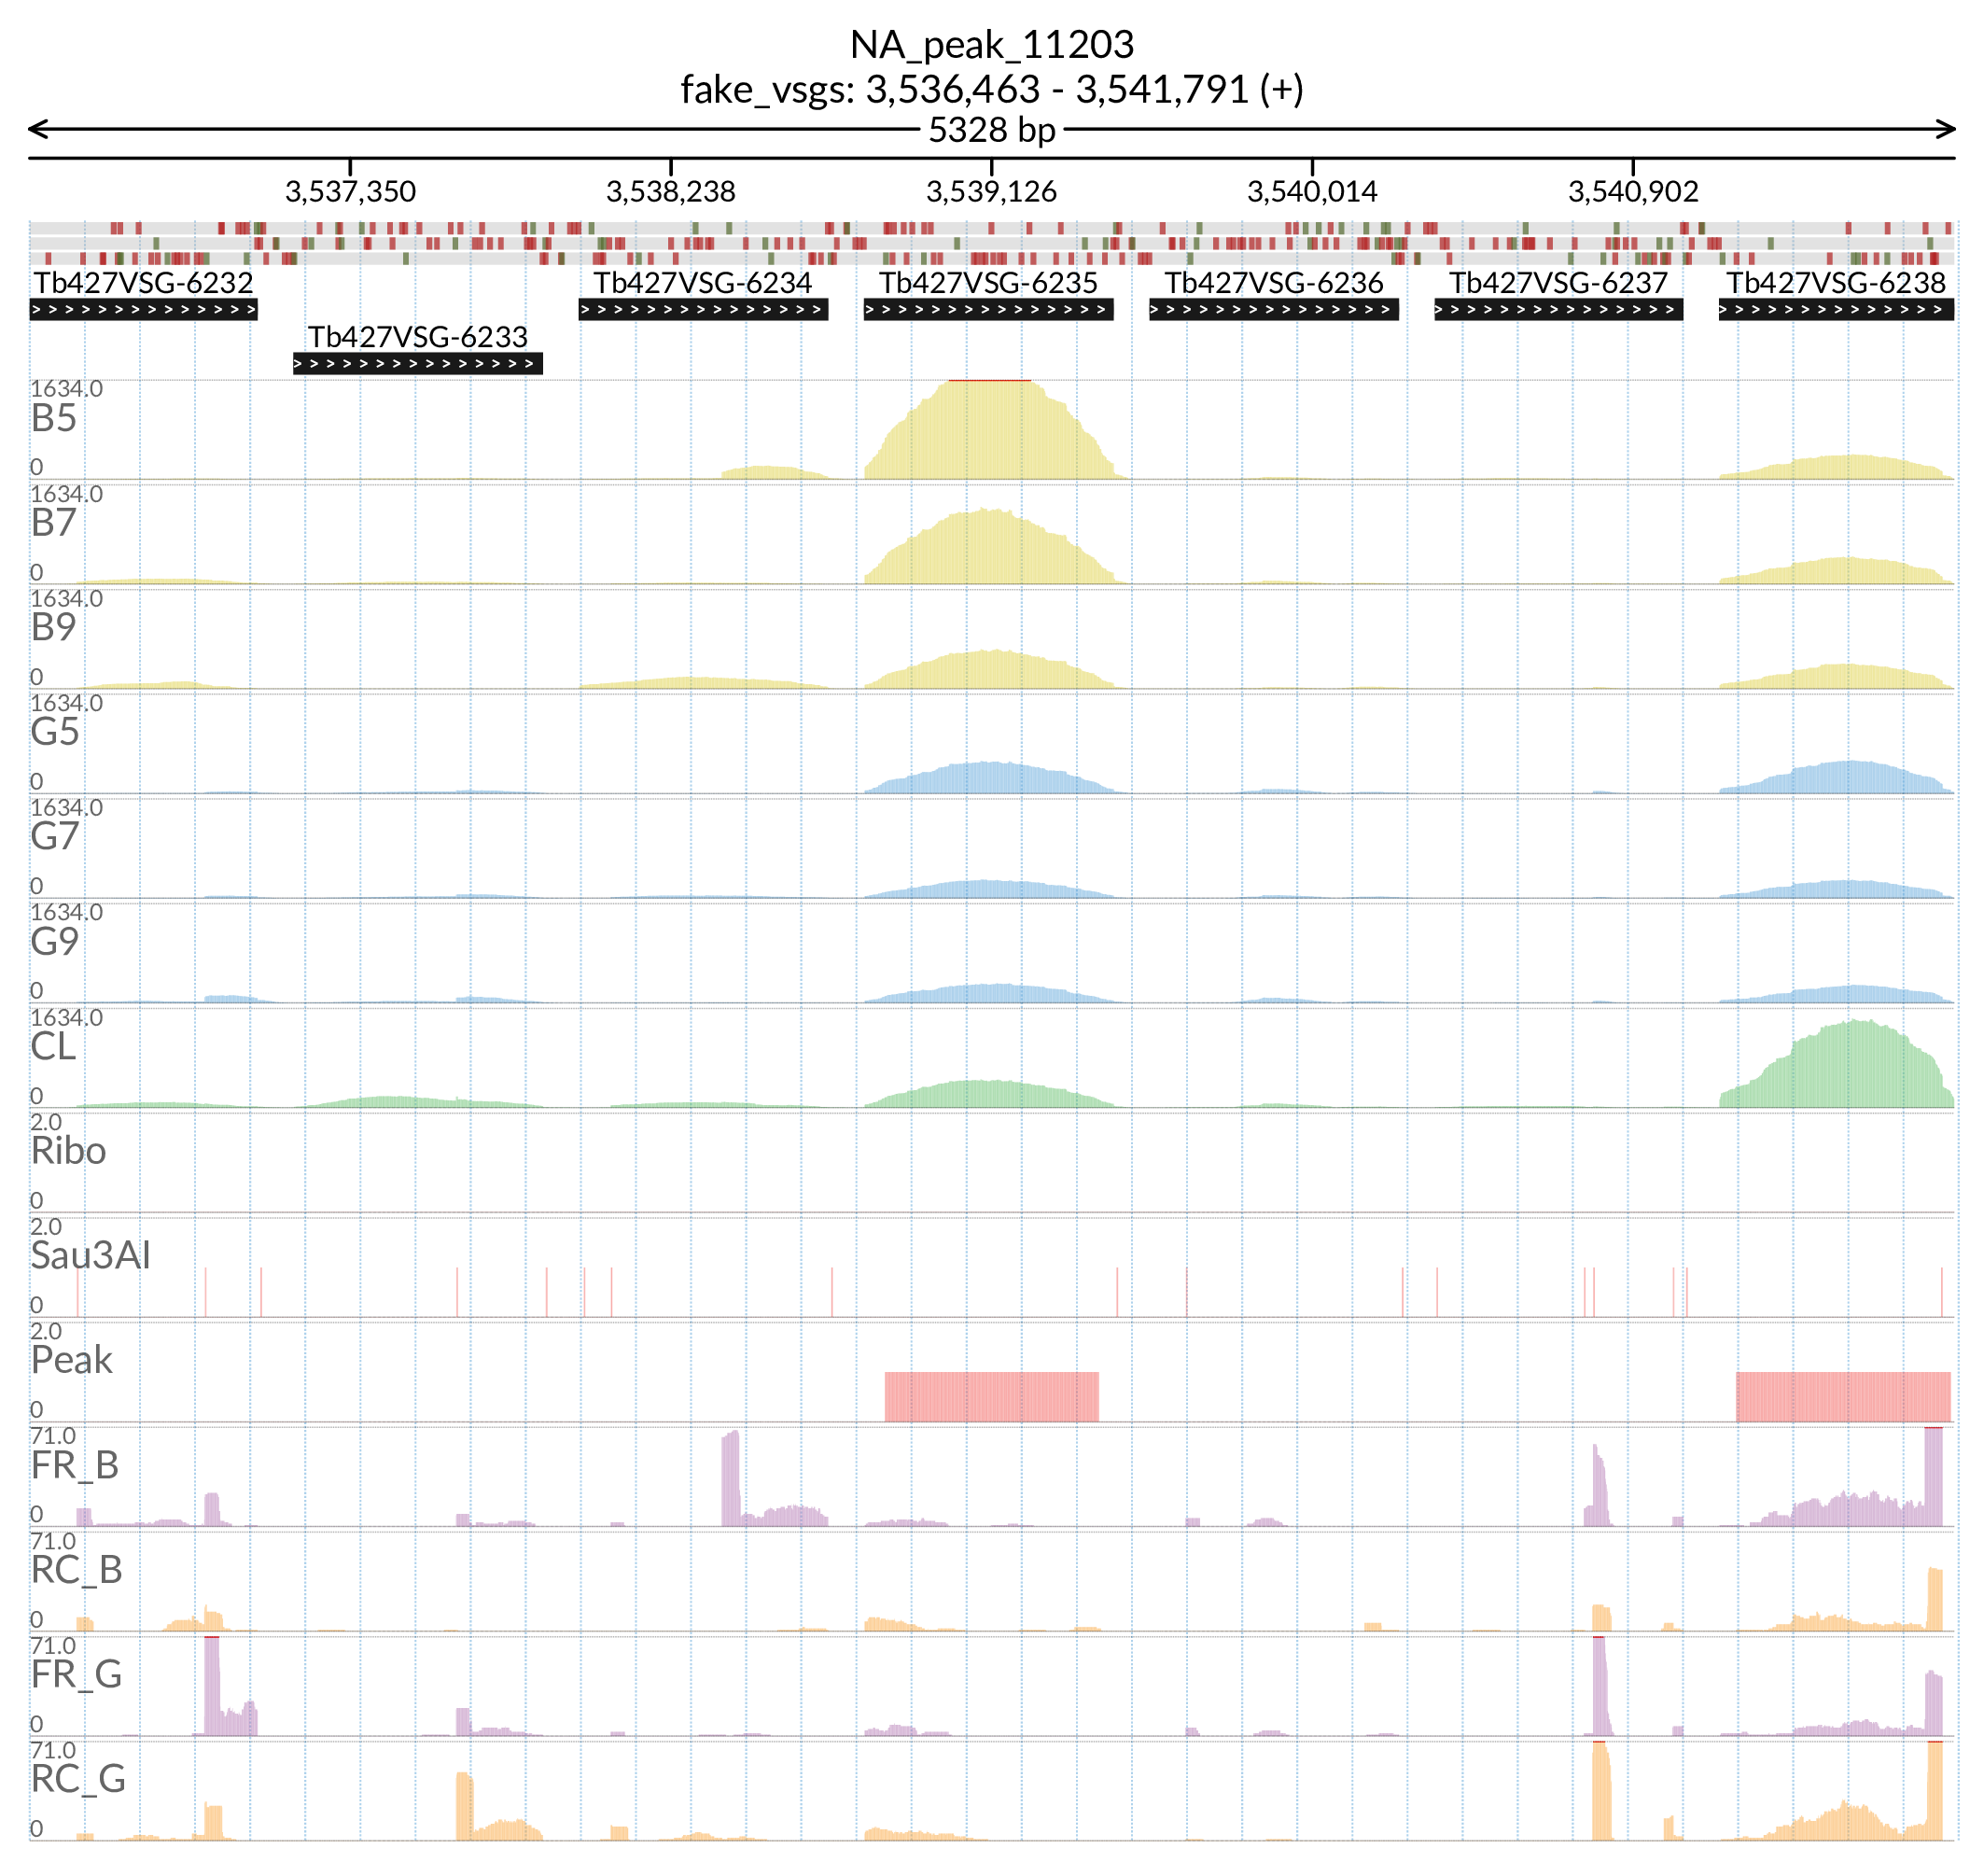 NA_peak_11203
fake_vsgs: 3,536,463 - 3,541,791 (+)
5328 bp
3,537,350 3,538,238 3,539,126 3,540,014 3,540,902
Tb427VSG-6232 Tb427VSG-6234 Tb427VSG-6235 Tb427VSG-6236 Tb427VSG-6237 Tb427VSG-6238
Tb427VSG-6233
1634.0
B5
0
1634.0
B7
0
1634.0
B9
0
1634.0
G5
0
1634.0
G7
0
1634.0
G9
0
1634.0
CL
0
2.0
Ribo
0
2.0
Sau3AI
0
2.0
Peak
0
71.0
FR_B
0
71.0
RC_B
0
71.0
FR_G
0
71.0
RC_G
0